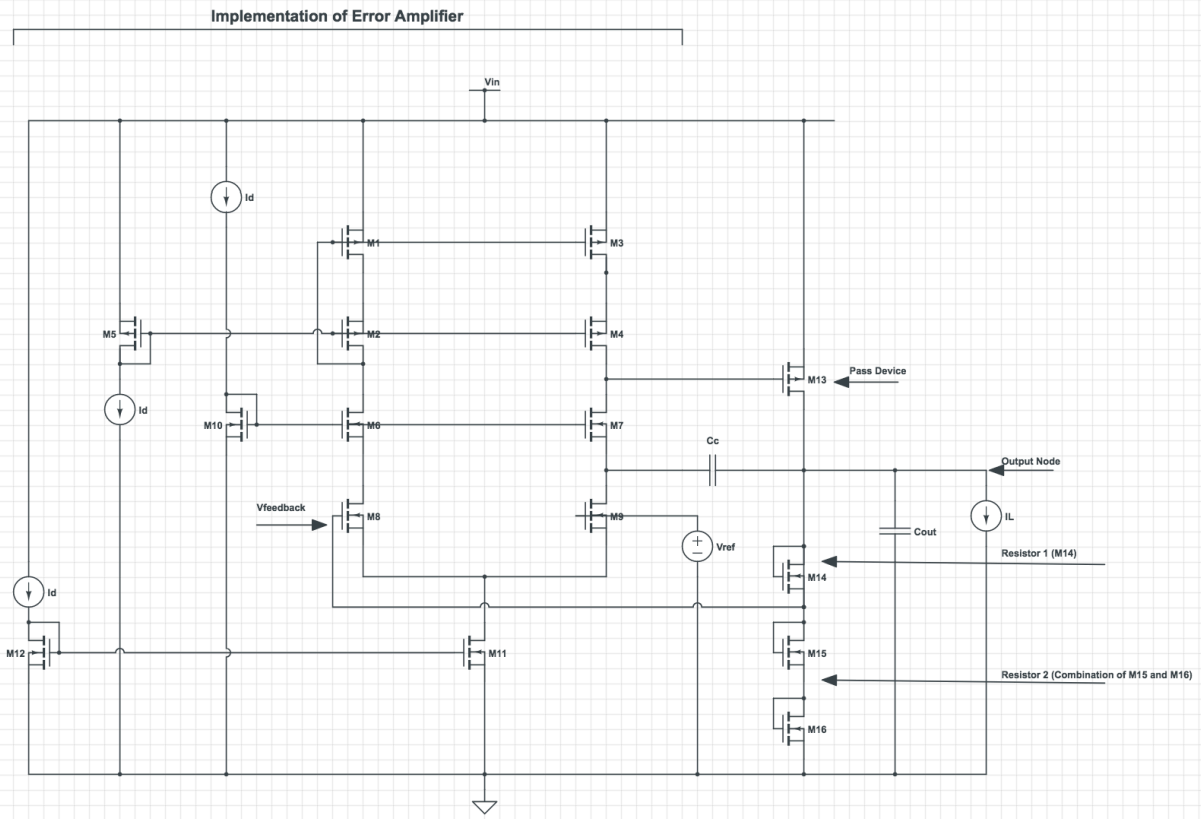 Implementation of Error Amplifier
Vin
Id
M1
M3
M5
M2
M4
Pass Device
M13
Id
M10
M6
M7
Cc
Output Node
Vfeedback
M8
M9
IL
Cout
+
−
Vref
Resistor 1 (M14)
M14
Id
M12
M11
M15
Resistor 2 (Combination of M15 and M16)
M16